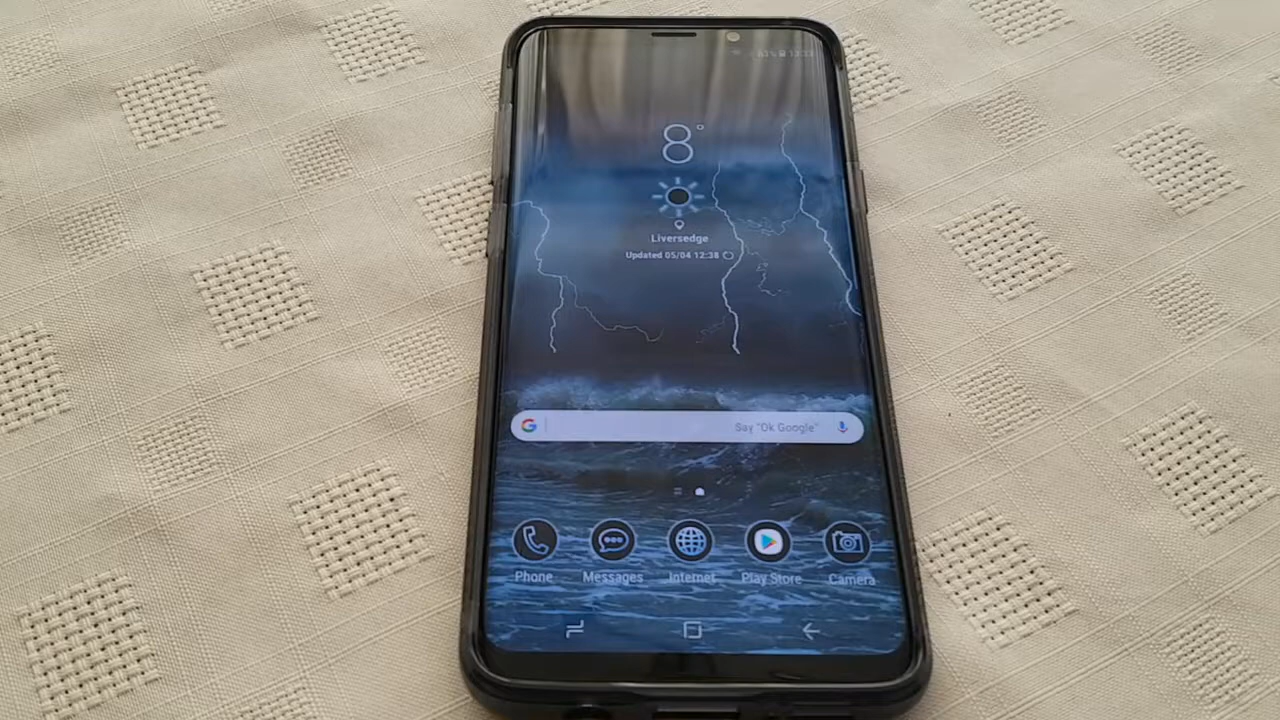 8°
Liversedge
Updated 05/04 12:38
G
Say "Ok Google"
Phone
Messages
Internet
Play Store
Camera